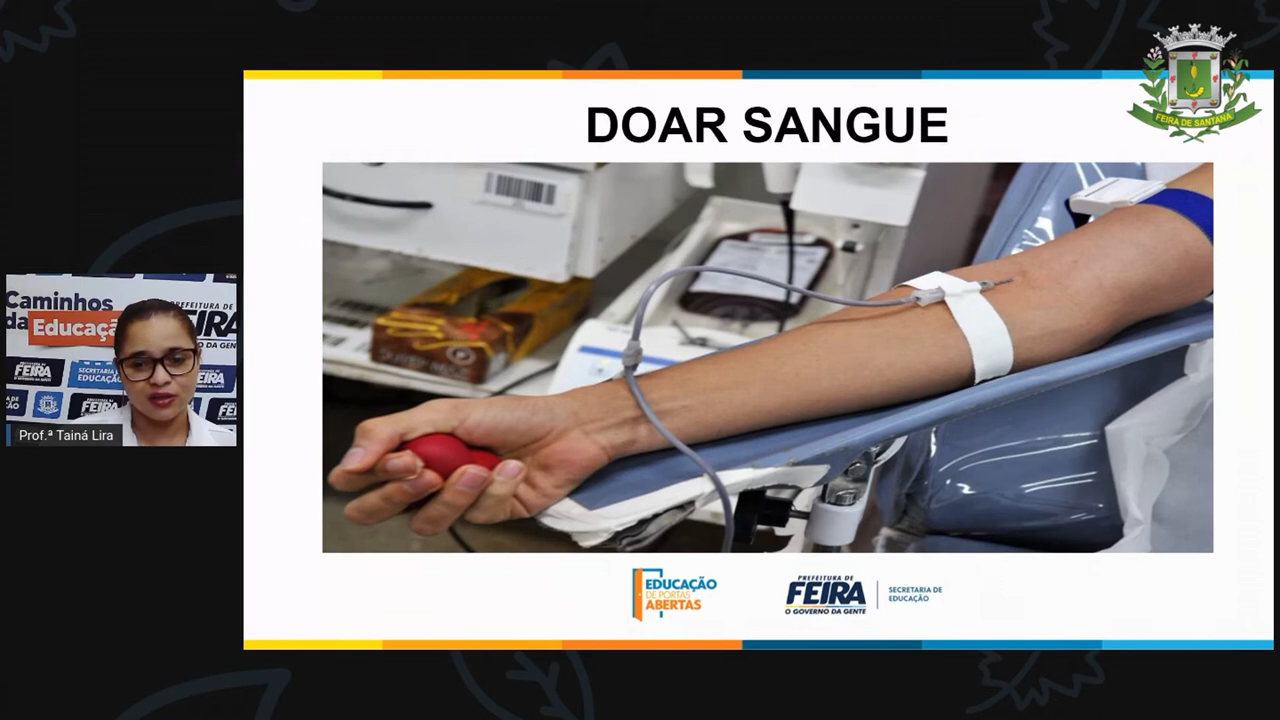 DOAR SANGUE
FEIRA DE SANTANA
Caminhos
da
Educaçã
PREFEITURA DE
FEIRA
SECRETARIA
EDUCAÇÃO
FEIRA
Prof.ª Tainá Lira
EDUCAÇÃO
DE PORTAS
ABERTAS
PREFEITURA DE
FEIRA
O GOVERNO DA GENTE
SECRETARIA DE
EDUCAÇÃO